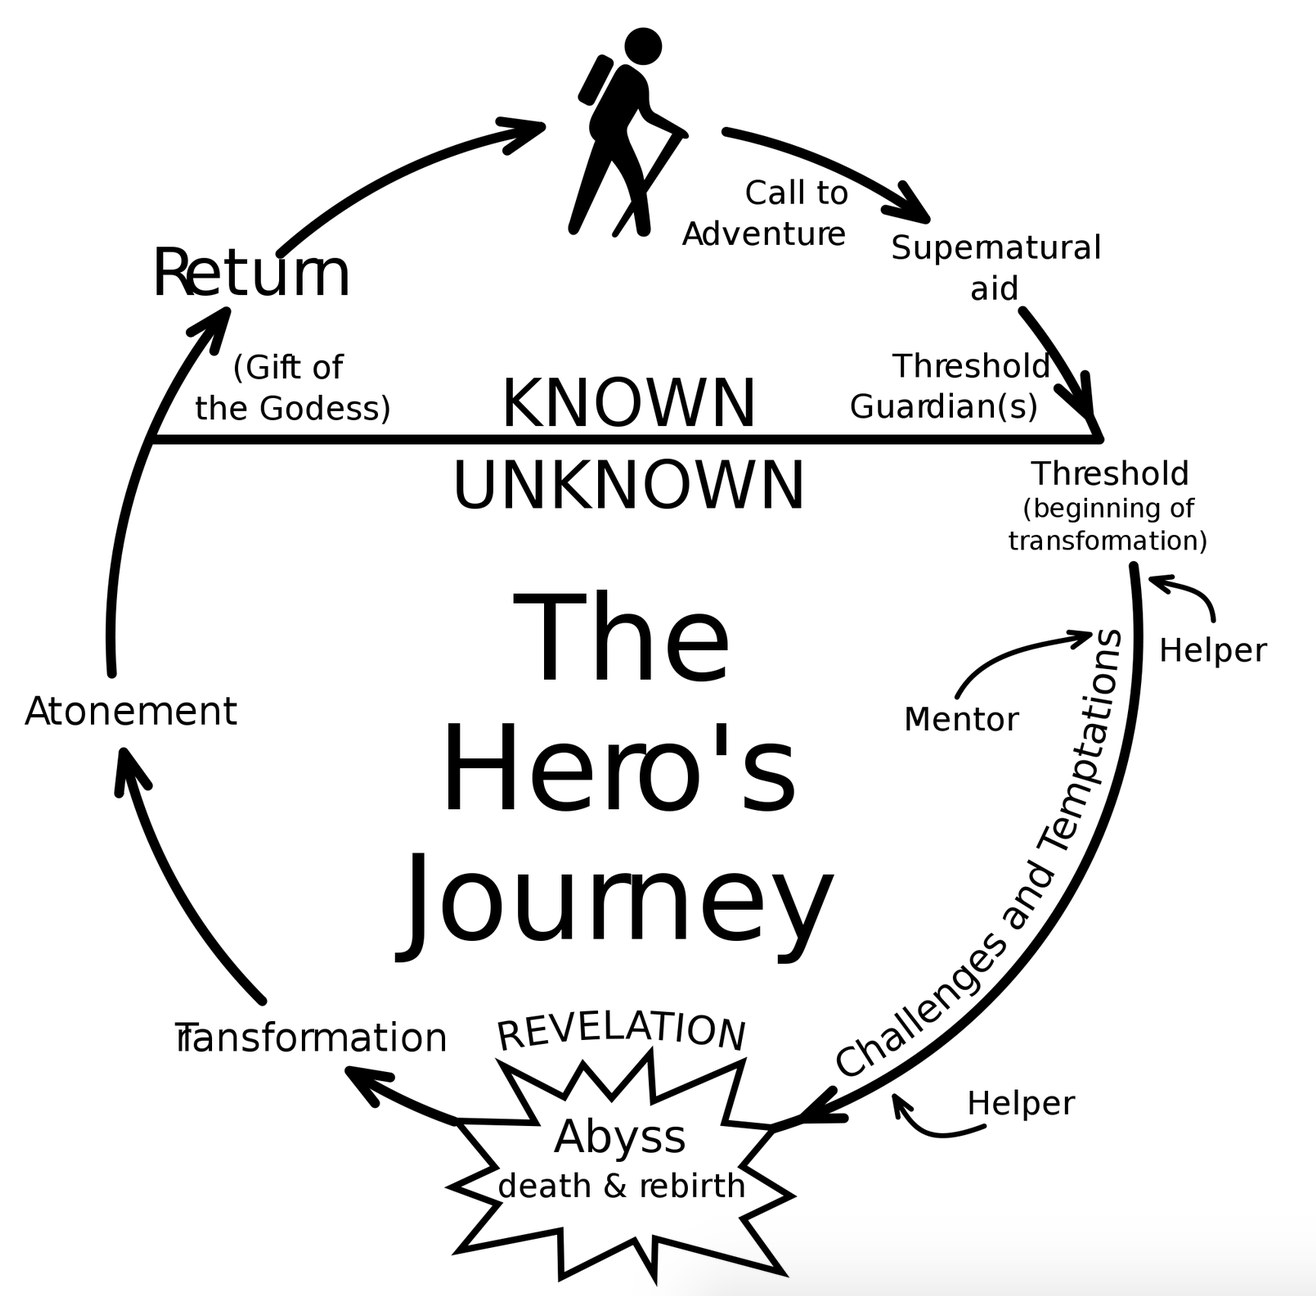 Call to
Adventure
Supernatural
aid
Return
(Gift of
the Godess)
KNOWN
Threshold
Guardian(s)
UNKNOWN
Threshold
(beginning of
transformation)
The
Hero's
Journey
Helper
Mentor
Challenges and Temptations
Atonement
Transformation
REVELATION
Helper
Abyss
death & rebirth